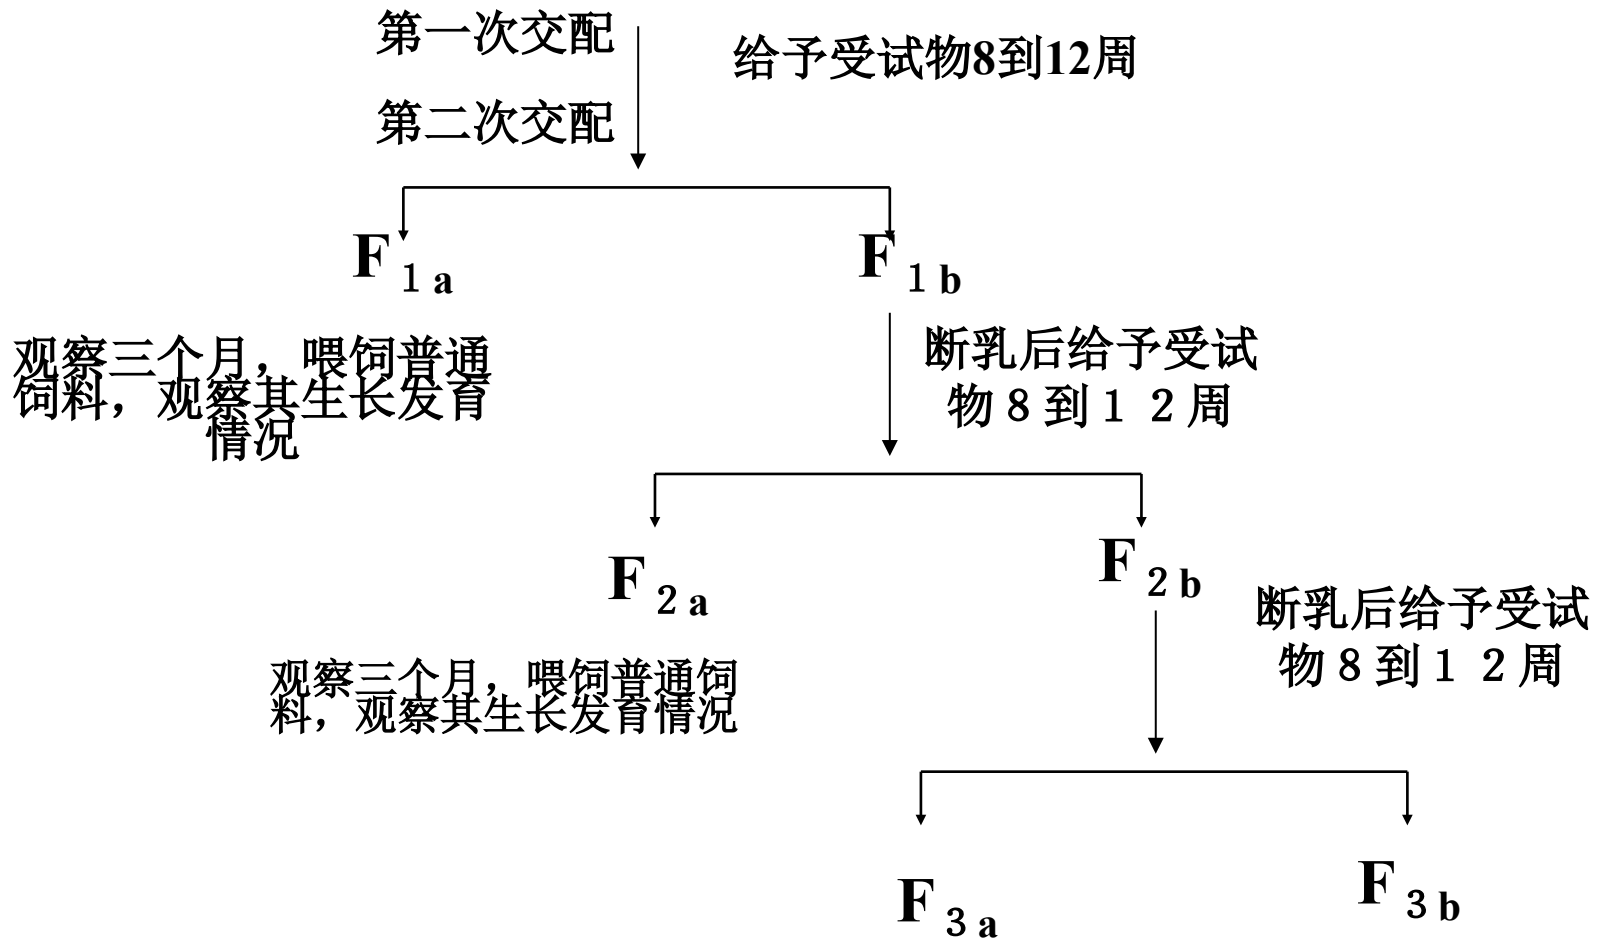 第一次交配
给予受试物8到12周
第二次交配
F１a
F１b
观察三个月，喂饲普通
饲料，观察其生长发育
情况
断乳后给予受试
物８到１２周
F２a
F２b
断乳后给予受试
物８到１２周
观察三个月，喂饲普通饲
料，观察其生长发育情况
F３a
F３b